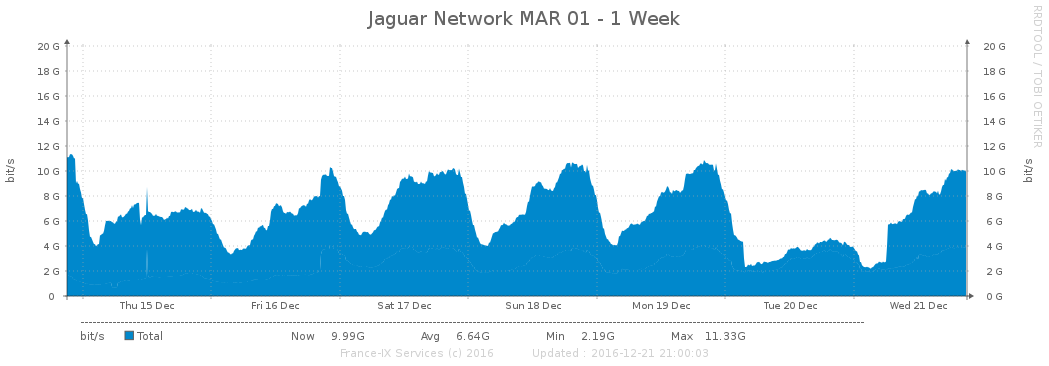 Jaguar Network MAR 01 - 1 Week
RRDTOOL / TOBI OETIKER
bit/s
20 G
18 G
16 G
14 G
12 G
10 G
8 G
6 G
4 G
2 G
0
20 G
18 G
16 G
14 G
12 G
10 G
8 G
6 G
4 G
2 G
0 G
bit/s
Thu 15 Dec Fri 16 Dec Sat 17 Dec Sun 18 Dec Mon 19 Dec Tue 20 Dec Wed 21 Dec
bit/s Total Now 9.99G Avg 6.64G Min 2.19G Max 11.33G
France-IX Services (c) 2016 Updated : 2016-12-21 21:00:03